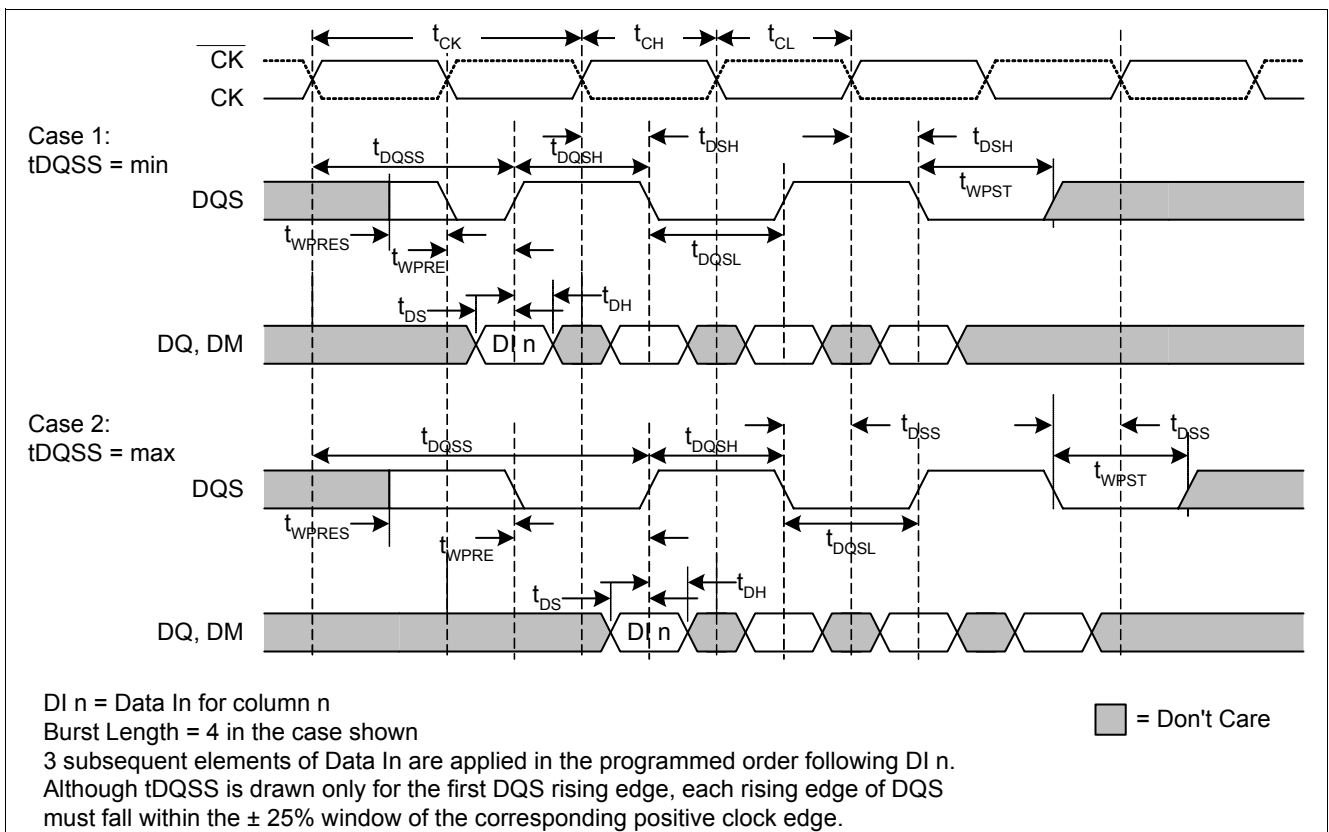 tCK tCH tCL
CK
CK
Case 1:
tDQSS = min
tDQSS tDQSH tDSH tDSH
tWPST
DQS
tWPRES tWPRE tDQSL
tDS tDH
DQ, DM DI n
Case 2:
tDQSS = max
tDQSS tDQSH tDSS tDSS
tWPST
DQS
tWPRES tWPRE tDQSL
tDS tDH
DQ, DM DI n
DI n = Data In for column n
Burst Length = 4 in the case shown
= Don't Care
3 subsequent elements of Data In are applied in the programmed order following DI n.
Although tDQSS is drawn only for the first DQS rising edge, each rising edge of DQS
must fall within the ± 25% window of the corresponding positive clock edge.